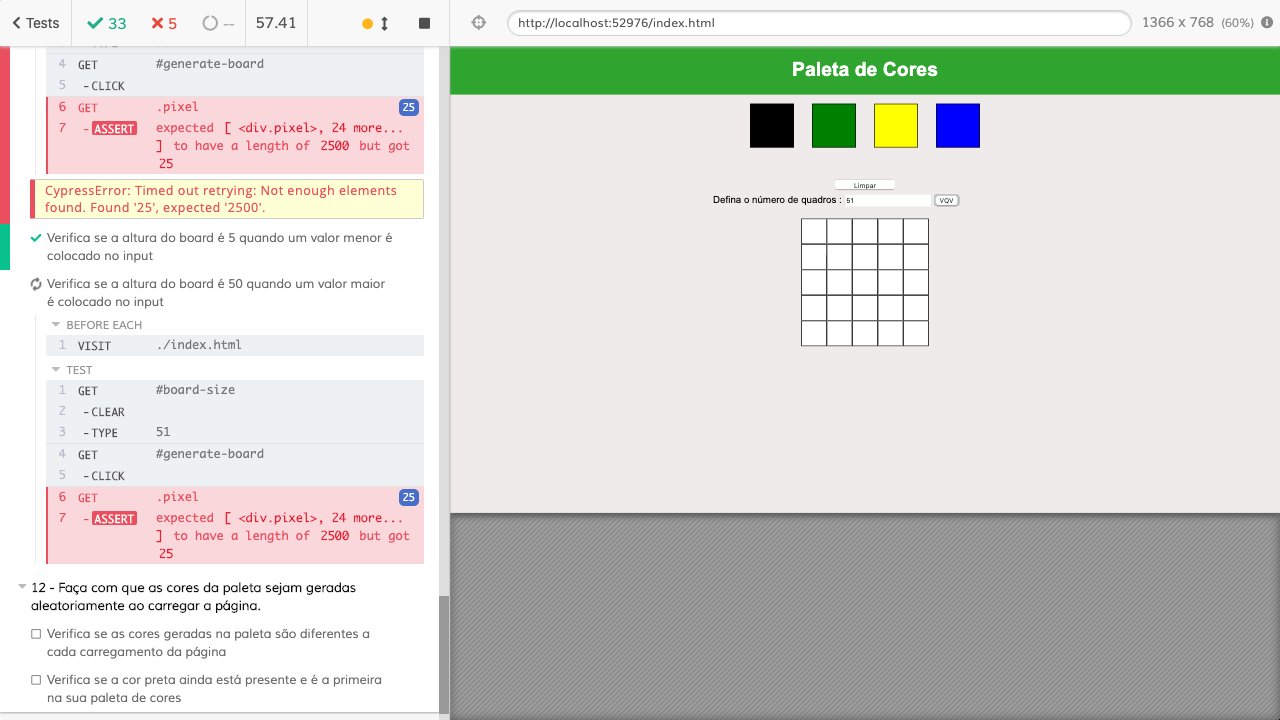 Tests
33
5
--
57.41
http://localhost:52976/index.html
1366 x 768 (60%)
4 GET #generate-board
5 -CLICK
6 GET .pixel 25
7 -ASSERT expected [ <div.pixel>, 24 more...
] to have a length of 2500 but got
25
CypressError: Timed out retrying: Not enough elements
found. Found '25', expected '2500'.
Verifica se a altura do board é 5 quando um valor menor é
colocado no input
Verifica se a altura do board é 50 quando um valor maior
é colocado no input
BEFORE EACH
1 VISIT ./index.html
TEST
1 GET #board-size
2 -CLEAR
3 -TYPE 51
4 GET #generate-board
5 -CLICK
6 GET .pixel 25
7 -ASSERT expected [ <div.pixel>, 24 more...
] to have a length of 2500 but got
25
12 - Faça com que as cores da paleta sejam geradas
aleatoriamente ao carregar a página.
Verifica se as cores geradas na paleta são diferentes a
cada carregamento da página
Verifica se a cor preta ainda está presente e é a primeira
na sua paleta de cores
Paleta de Cores
Limpar
Defina o número de quadros : 51 VQV